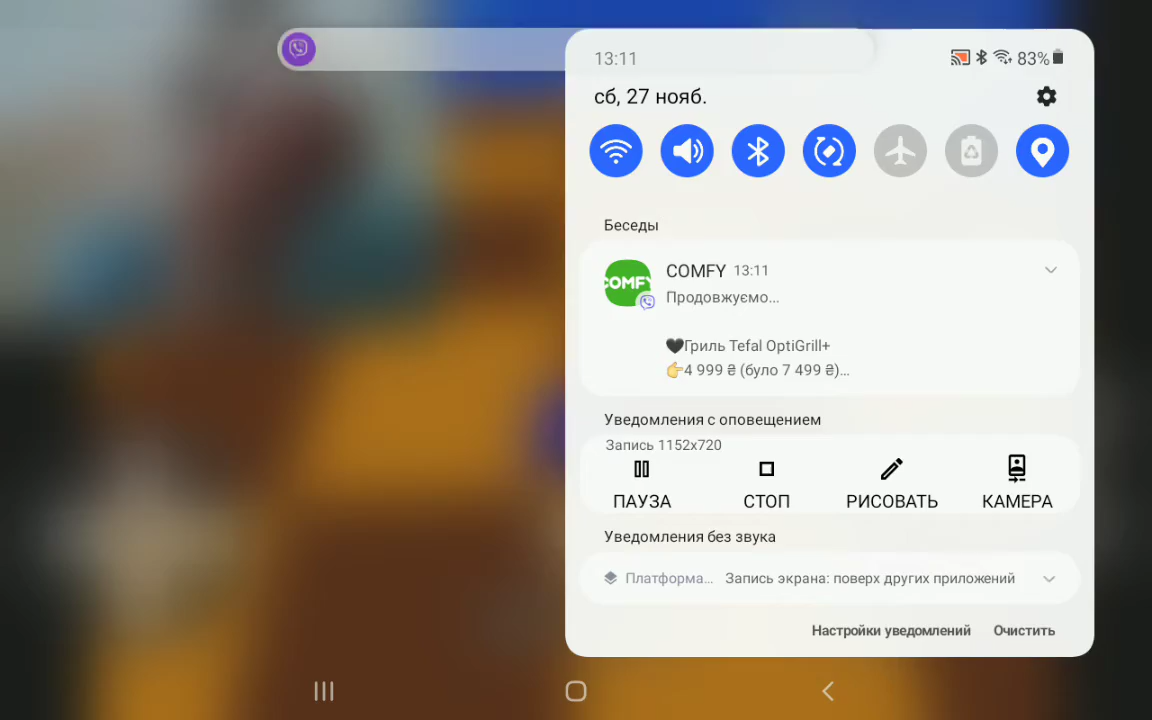 13:11
83%
сб, 27 нояб.
Беседы
COMFY
COMFY 13:11
Продовжуємо...
🖤Гриль Tefal OptiGrill+
👉4 999 ₴ (було 7 499 ₴)...
Уведомления с оповещением
Запись 1152x720
ПАУЗА СТОП РИСОВАТЬ КАМЕРА
Уведомления без звука
Платформа... Запись экрана: поверх других приложений
Настройки уведомлений Очистить